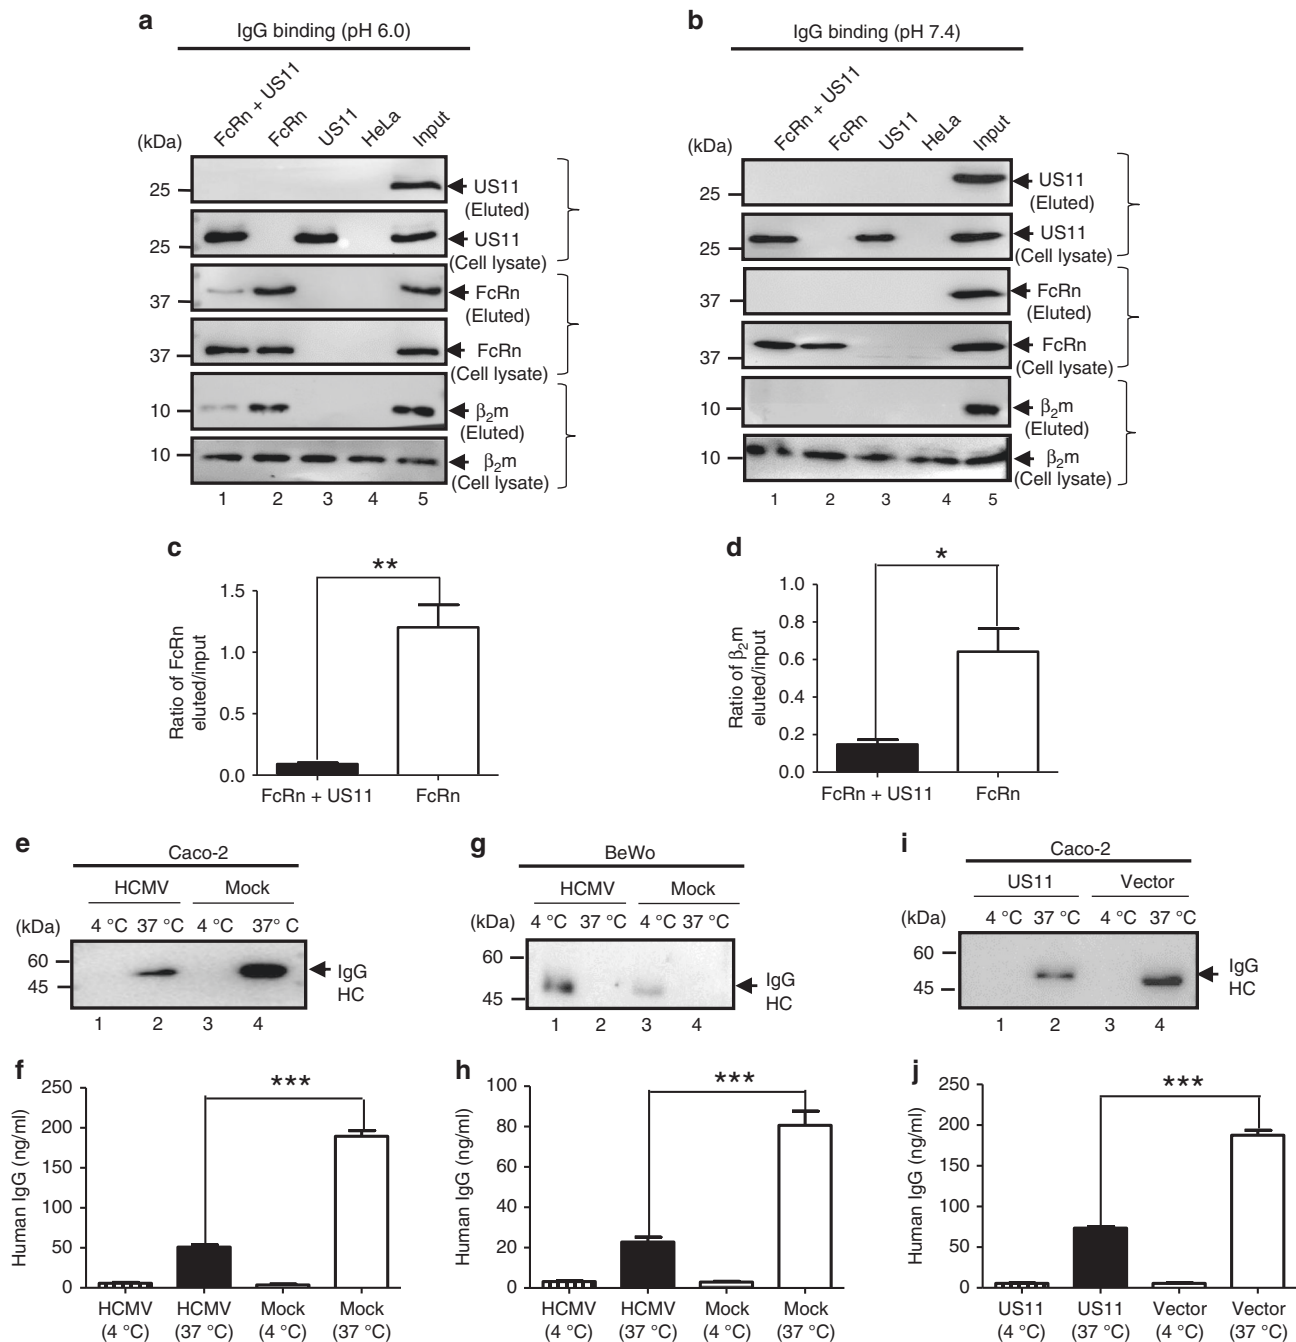 a
IgG binding (pH 6.0)
(kDa)
FcRn + US11
FcRn
US11
HeLa
Input
25
US11
(Eluted)
25
US11
(Cell lysate)
37
FcRn
(Eluted)
37
FcRn
(Cell lysate)
10
β₂m
(Eluted)
10
β₂m
(Cell lysate)
1 2 3 4 5
b
IgG binding (pH 7.4)
(kDa)
FcRn + US11
FcRn
US11
HeLa
Input
25
US11
(Eluted)
25
US11
(Cell lysate)
37
FcRn
(Eluted)
37
FcRn
(Cell lysate)
10
β₂m
(Eluted)
10
β₂m
(Cell lysate)
1 2 3 4 5
c
**
Ratio of FcRn
eluted/input
1.5
1.0
0.5
0.0
FcRn + US11 FcRn
d
*
Ratio of β₂m
eluted/input
1.0
0.8
0.6
0.4
0.2
0.0
FcRn + US11 FcRn
e
Caco-2
HCMV Mock
(kDa) 4 °C 37 °C 4 °C 37° C
60
45
IgG
HC
1 2 3 4
g
BeWo
HCMV Mock
(kDa) 4 °C 37 °C 4 °C 37 °C
60
45
IgG
HC
1 2 3 4
i
Caco-2
US11 Vector
(kDa) 4 °C 37 °C 4 °C 37 °C
60
45
IgG
HC
1 2 3 4
f
***
Human IgG (ng/ml)
250
200
150
100
50
0
HCMV HCMV Mock Mock
(4 °C) (37 °C) (4 °C) (37 °C)
h
***
Human IgG (ng/ml)
100
80
60
40
20
0
HCMV HCMV Mock Mock
(4 °C) (37 °C) (4 °C) (37 °C)
j
***
Human IgG (ng/ml)
250
200
150
100
50
0
US11 US11 Vector Vector
(4 °C) (37 °C) (4 °C) (37 °C)